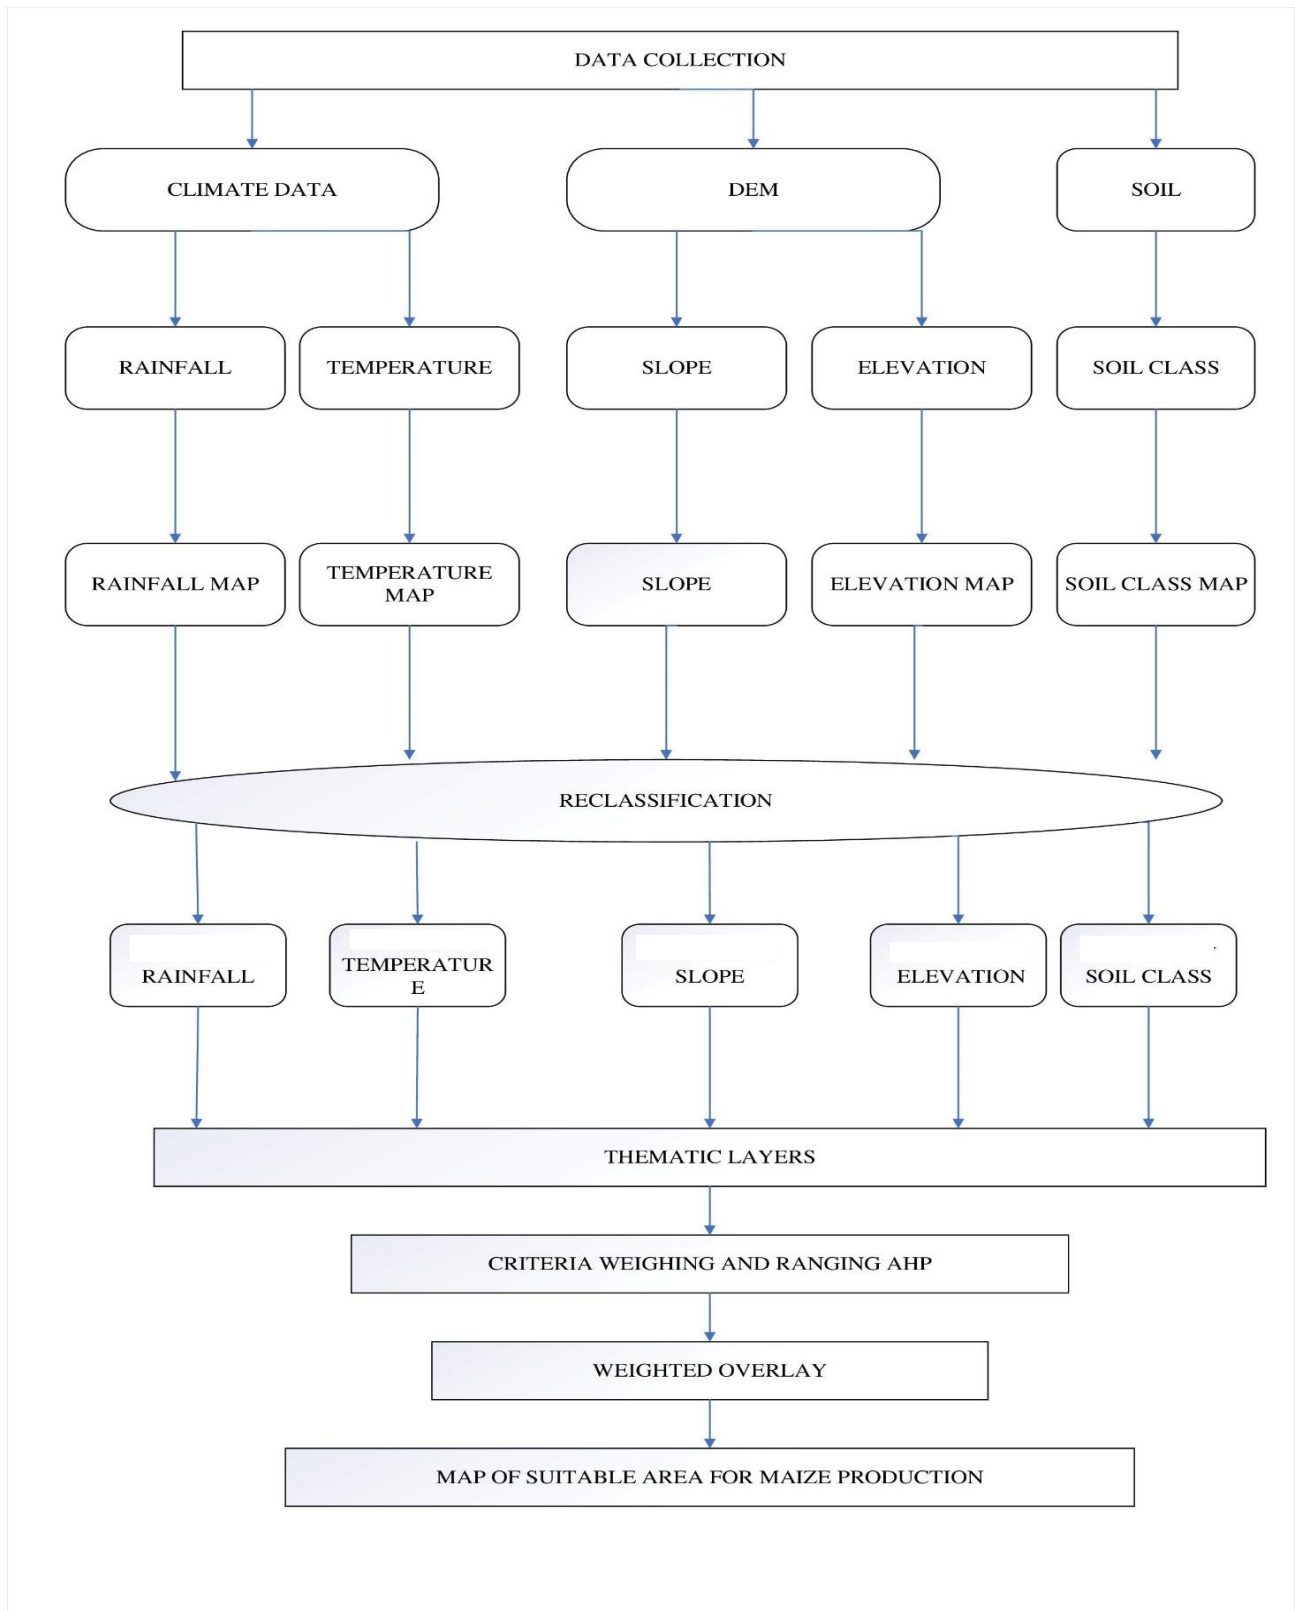 DATA COLLECTION
CLIMATE DATA
DEM
SOIL
RAINFALL
TEMPERATURE
SLOPE
ELEVATION
SOIL CLASS
RAINFALL MAP
TEMPERATURE
MAP
SLOPE
ELEVATION MAP
SOIL CLASS MAP
RECLASSIFICATION
RAINFALL
TEMPERATUR
E
SLOPE
ELEVATION
SOIL CLASS
THEMATIC LAYERS
CRITERIA WEIGHING AND RANGING AHP
WEIGHTED OVERLAY
MAP OF SUITABLE AREA FOR MAIZE PRODUCTION